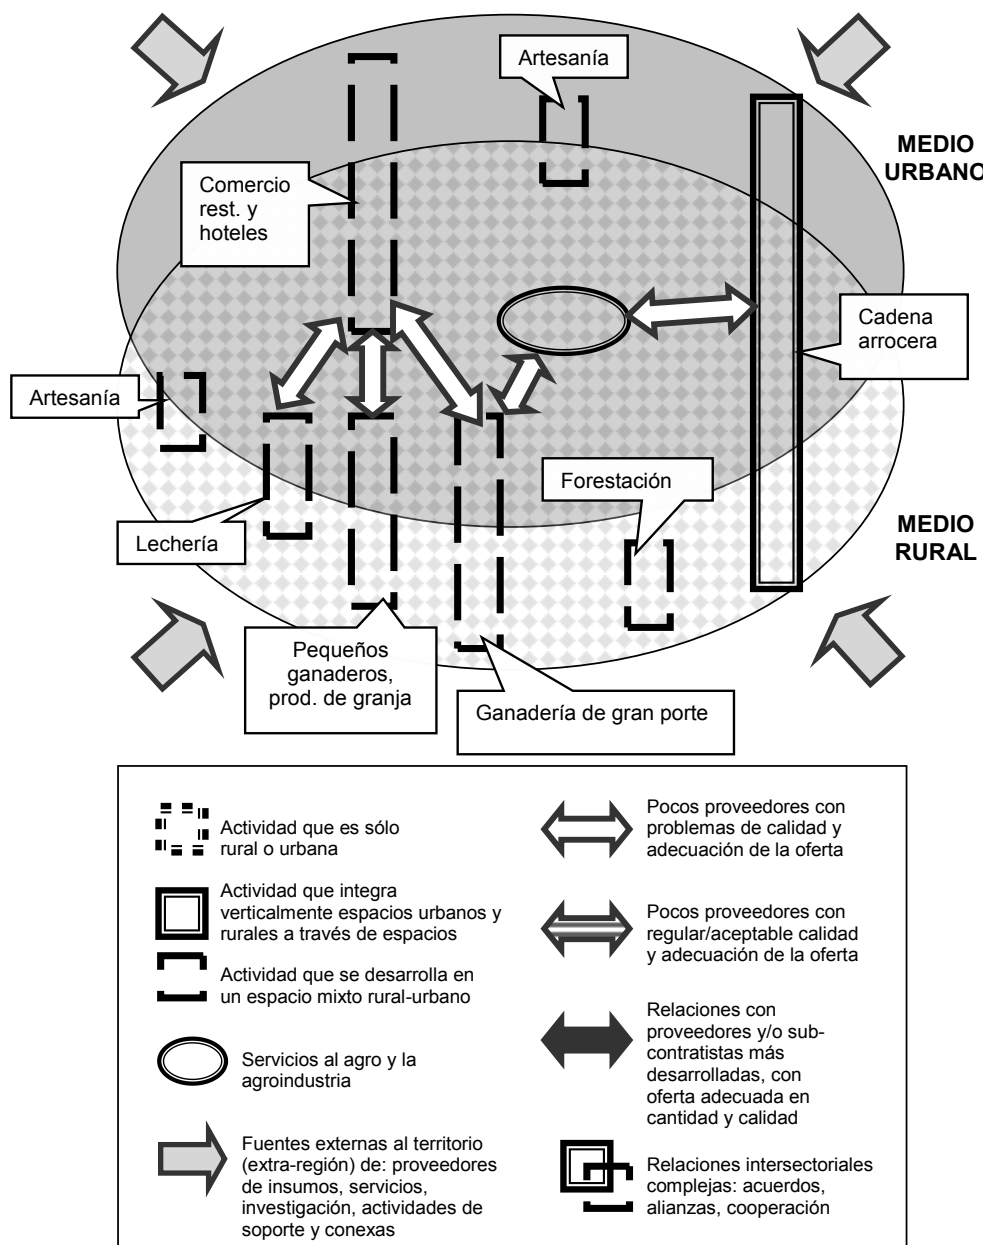 Artesanía
MEDIO
URBANO
Comercio
rest. y
hoteles
Cadena
arrocera
Artesanía
Forestación
Lechería
MEDIO
RURAL
Pequeños
ganaderos,
prod. de granja
Ganadería de gran porte
Actividad que es sólo
rural o urbana
Actividad que integra
verticalmente espacios urbanos y
rurales a través de espacios
Actividad que se desarrolla en
un espacio mixto rural-urbano
Servicios al agro y la
agroindustria
Fuentes externas al territorio
(extra-región) de: proveedores
de insumos, servicios,
investigación, actividades de
soporte y conexas
Pocos proveedores con
problemas de calidad y
adecuación de la oferta
Pocos proveedores con
regular/aceptable calidad
y adecuación de la oferta
Relaciones con
proveedores y/o sub-
contratistas más
desarrolladas, con
oferta adecuada en
cantidad y calidad
Relaciones intersectoriales
complejas: acuerdos,
alianzas, cooperación